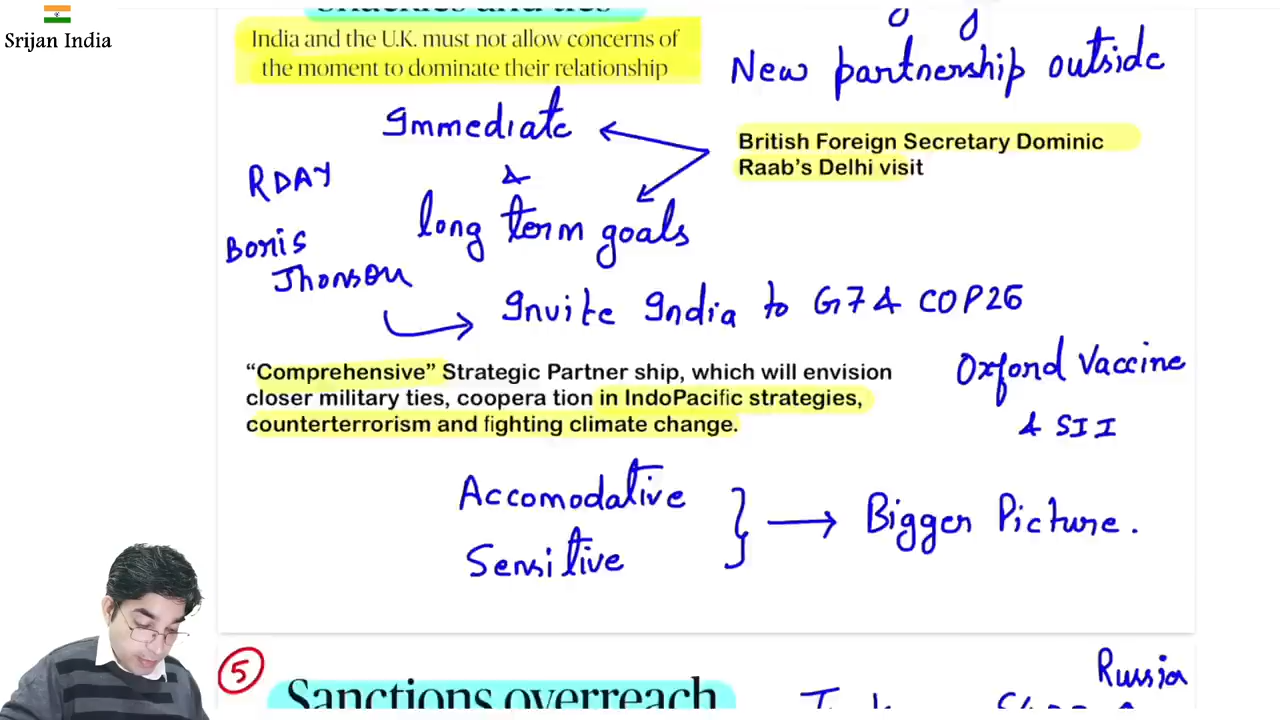 Srijan India
Shackles and ties
India and the U.K. must not allow concerns of
the moment to dominate their relationship
New partnership outside
Immediate
&
long term goals
British Foreign Secretary Dominic
Raab's Delhi visit
RDAY
Boris
Jhonson
Invite India to G7 & COP26
"Comprehensive" Strategic Partner ship, which will envision
closer military ties, coopera tion in IndoPacific strategies,
counterterrorism and fighting climate change.
Oxford Vaccine
& SII
Accomodative
Sensitive
Bigger Picture.
5
Sanctions overreach
Russia